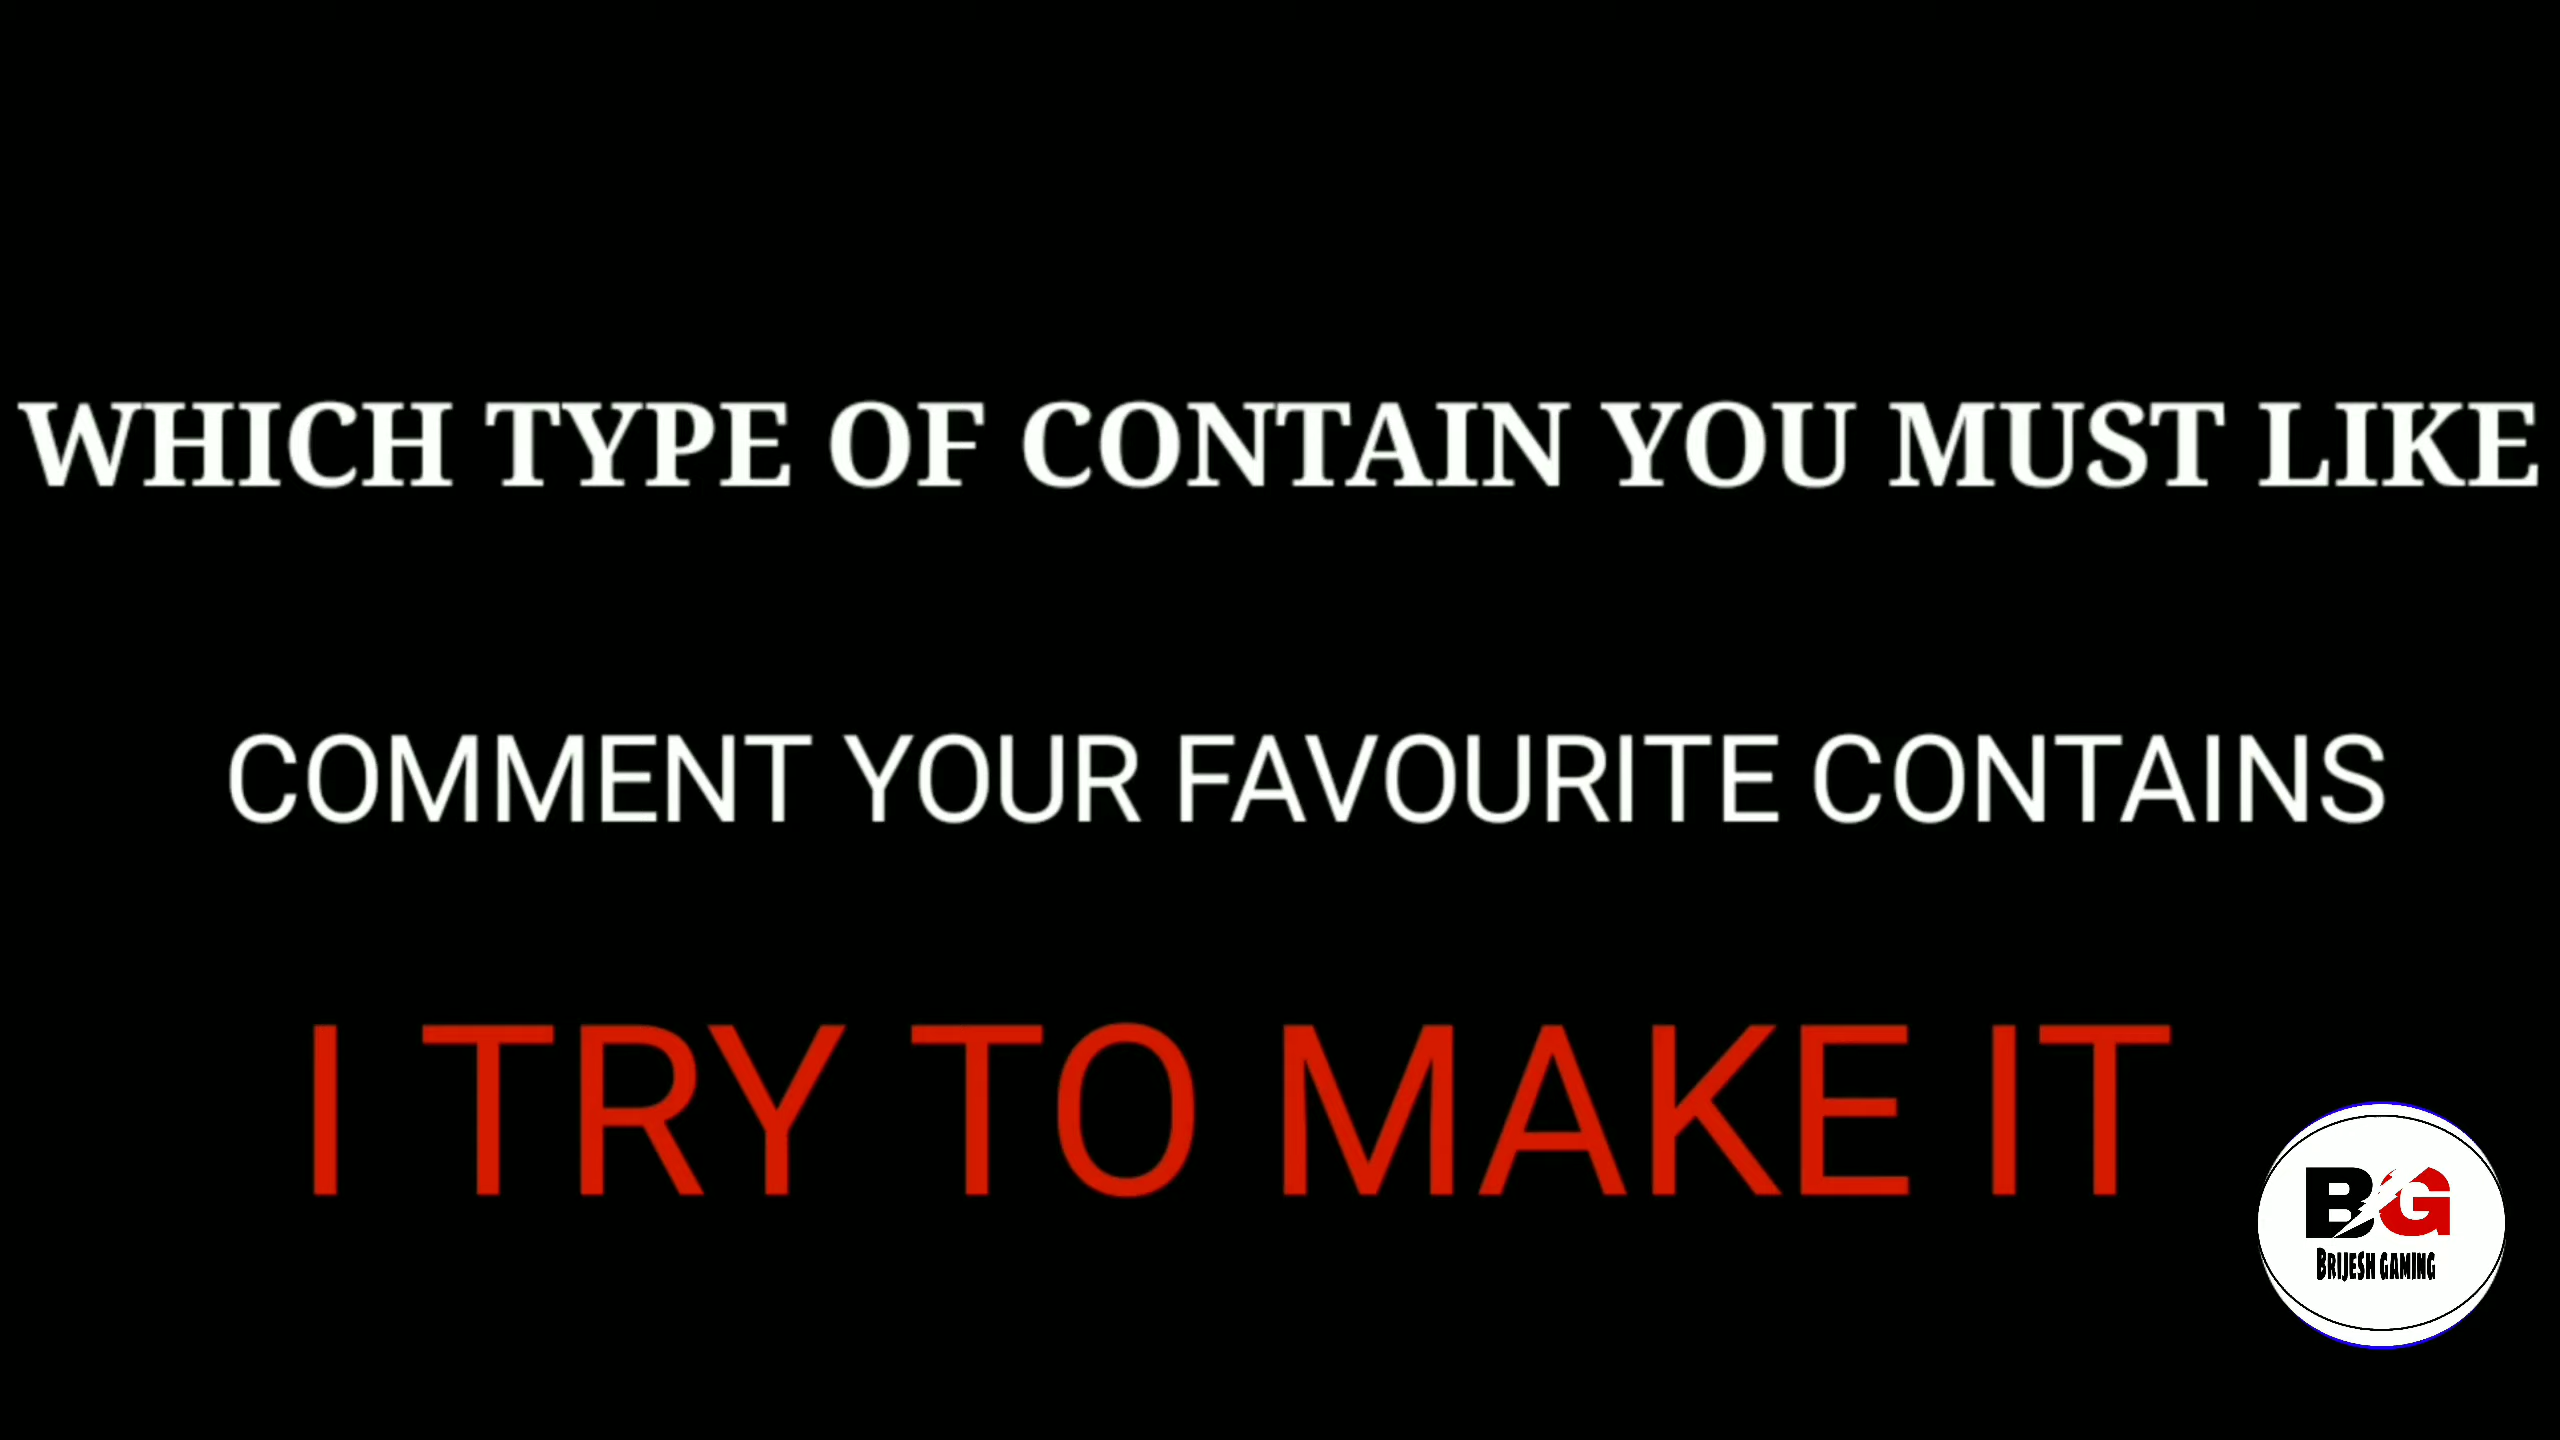 WHICH TYPE OF CONTAIN YOU MUST LIKE
COMMENT YOUR FAVOURITE CONTAINS
I TRY TO MAKE IT
BG
BRIJESH GAMING